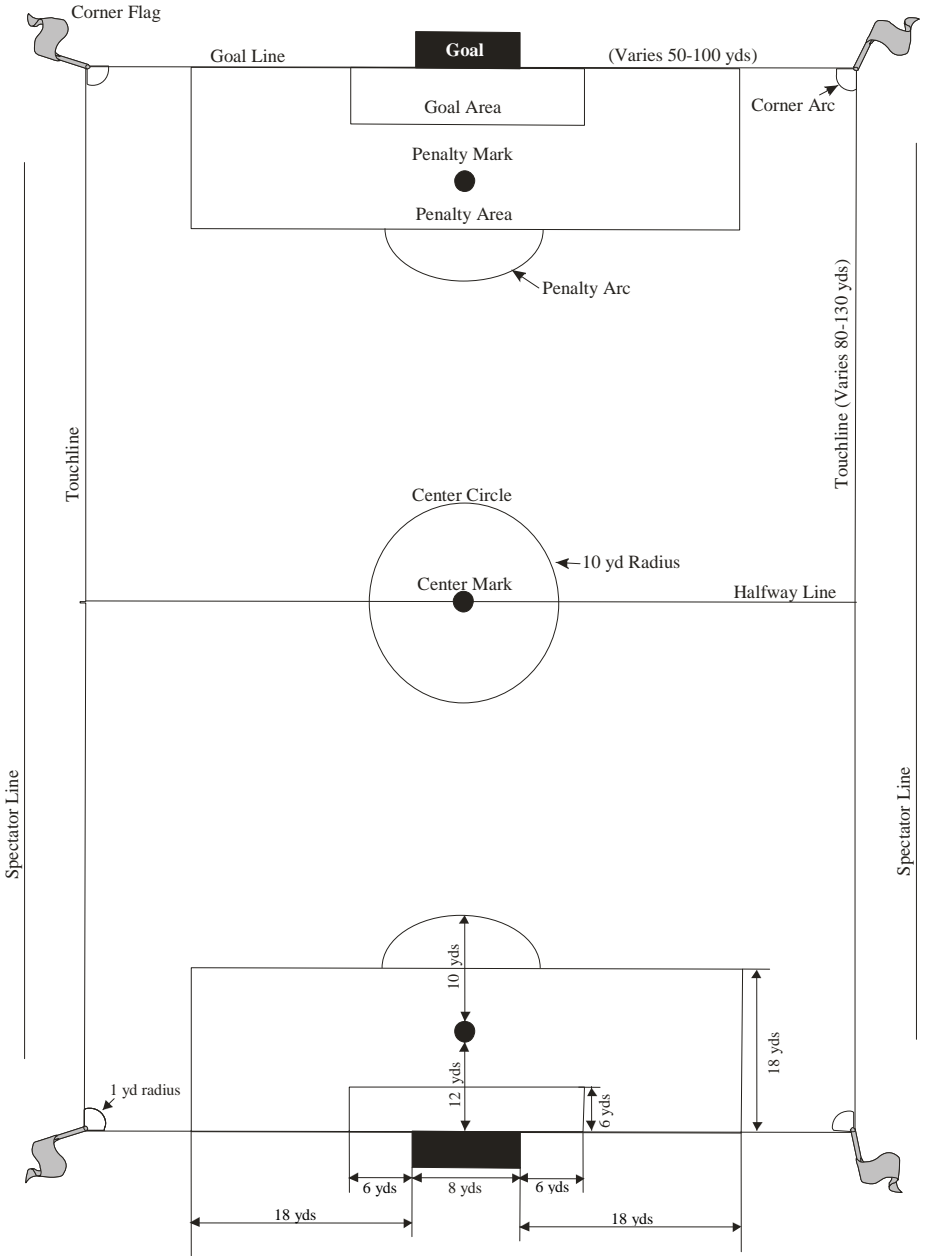 Corner Flag
Goal
Goal Line
(Varies 50-100 yds)
Corner Arc
Goal Area
Penalty Mark
Penalty Area
Penalty Arc
Touchline (Varies 80-130 yds)
Touchline
Center Circle
10 yd Radius
Center Mark
Halfway Line
Spectator Line
Spectator Line
10 yds
18 yds
12 yds
1 yd radius
6 yds
6 yds
8 yds
6 yds
18 yds
18 yds